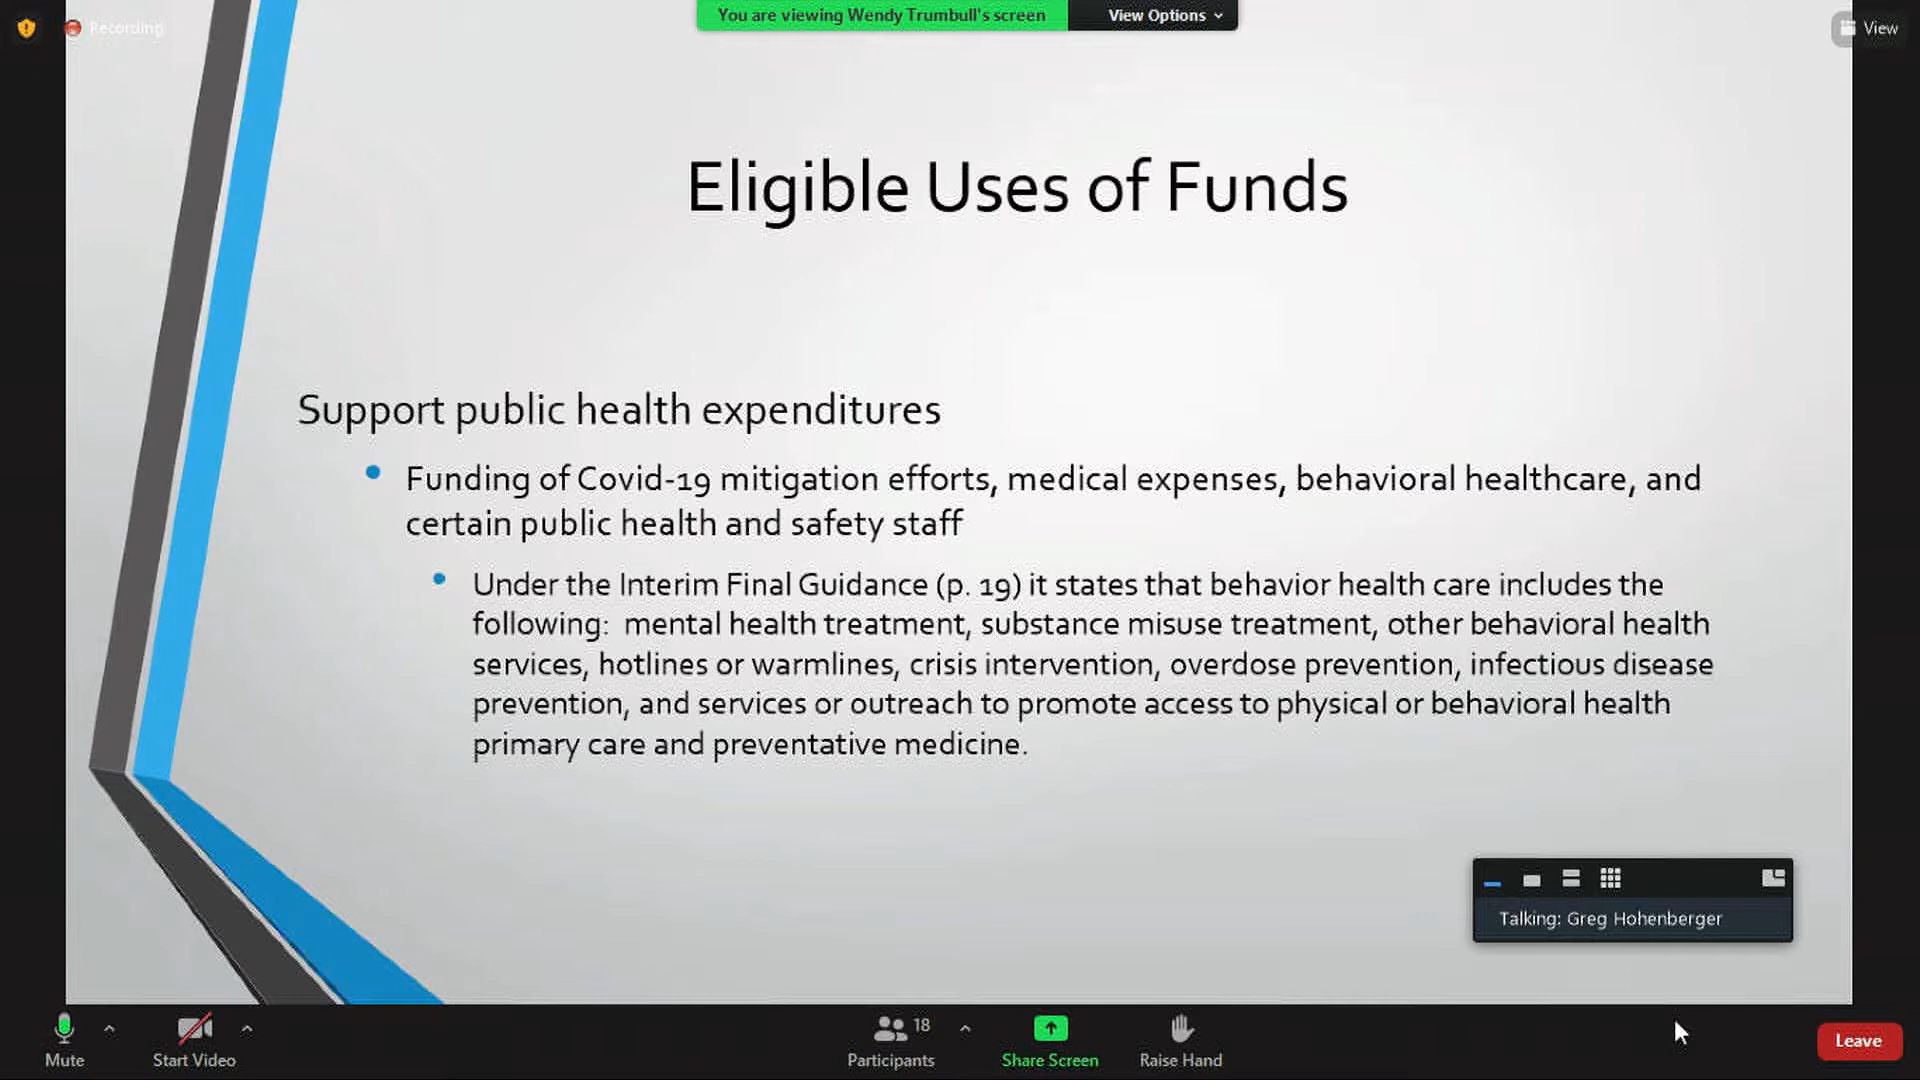 You are viewing Wendy Trumbull's screen View Options
Recording
View
Eligible Uses of Funds
Support public health expenditures
Funding of Covid-19 mitigation efforts, medical expenses, behavioral healthcare, and
certain public health and safety staff
Under the Interim Final Guidance (p. 19) it states that behavior health care includes the
following:  mental health treatment, substance misuse treatment, other behavioral health
services, hotlines or warmlines, crisis intervention, overdose prevention, infectious disease
prevention, and services or outreach to promote access to physical or behavioral health
primary care and preventative medicine.
Talking: Greg Hohenberger
18
Mute
Start Video
Participants
Share Screen
Raise Hand
Leave